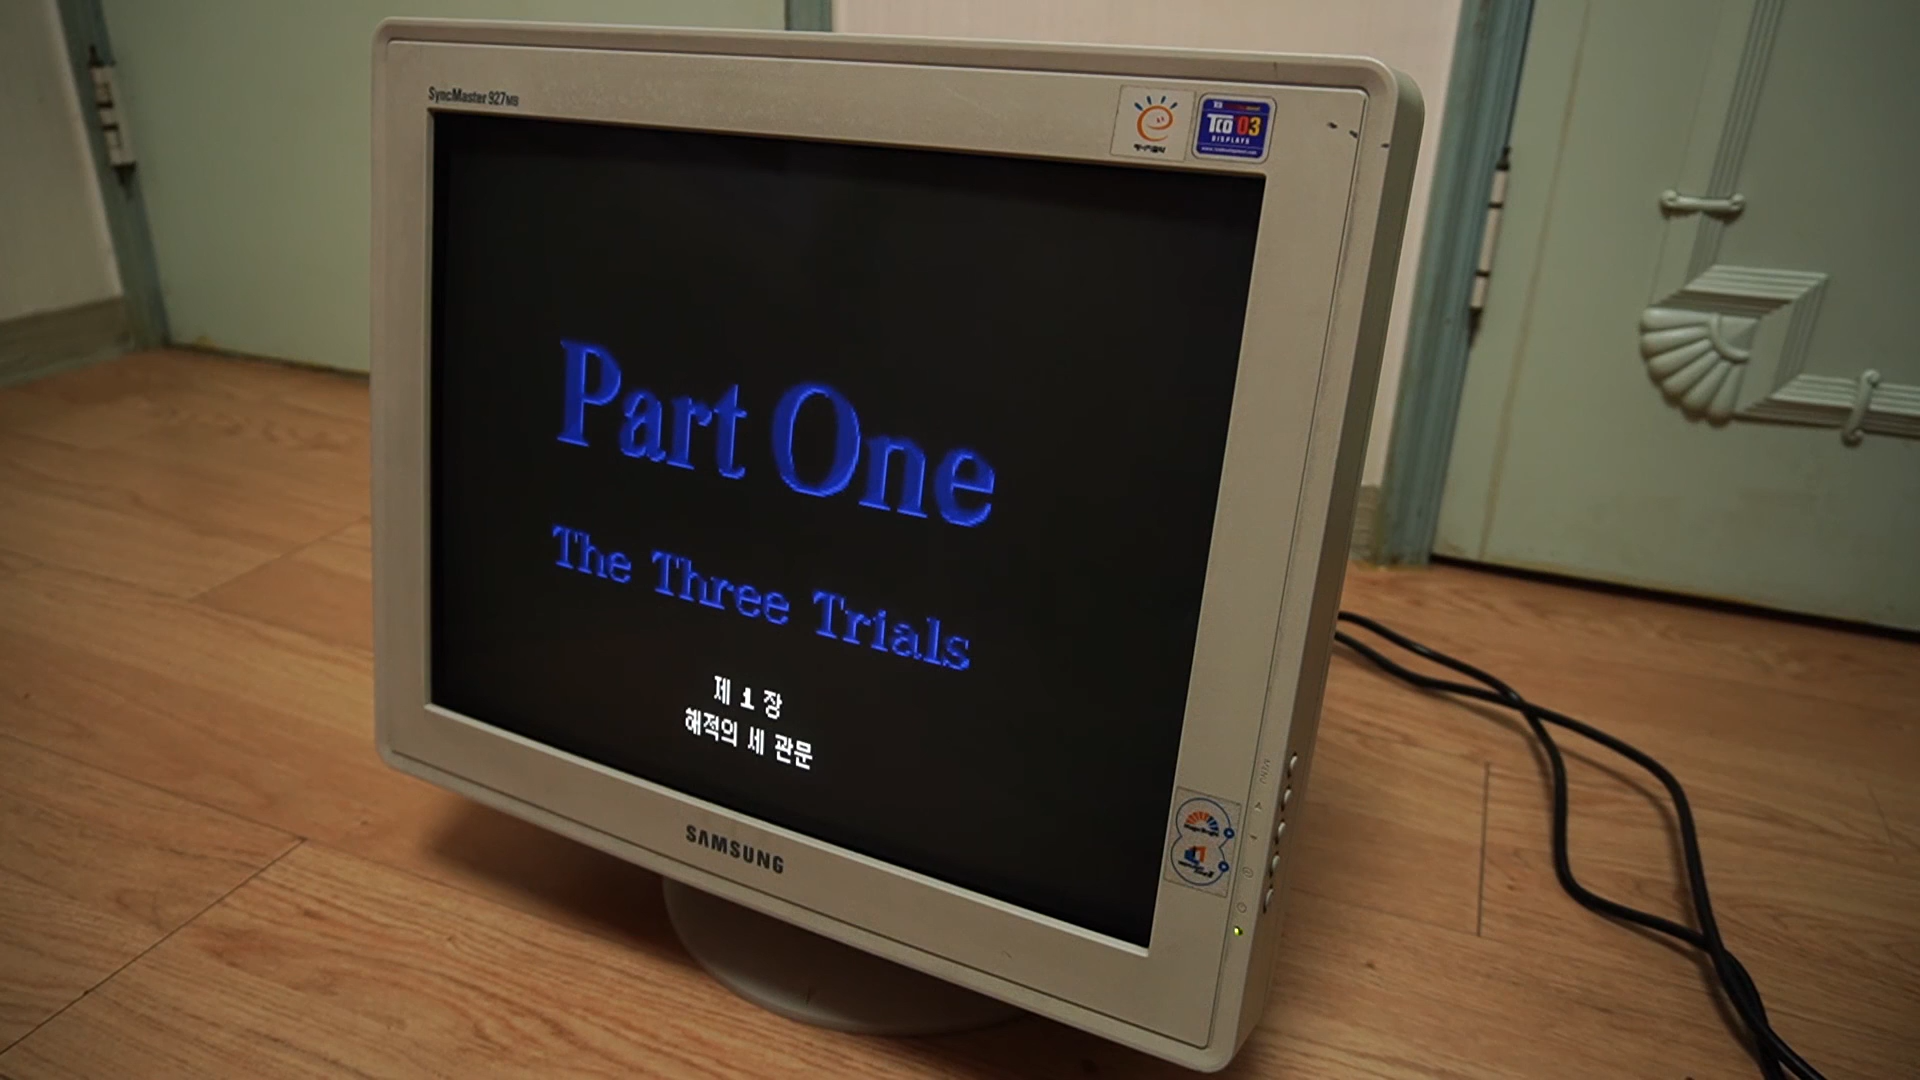 SyncMaster 927MB
TCO 03
DISPLAYS
Part One
The Three Trials
제 1 장
해적의 세 관문
SAMSUNG
MENU